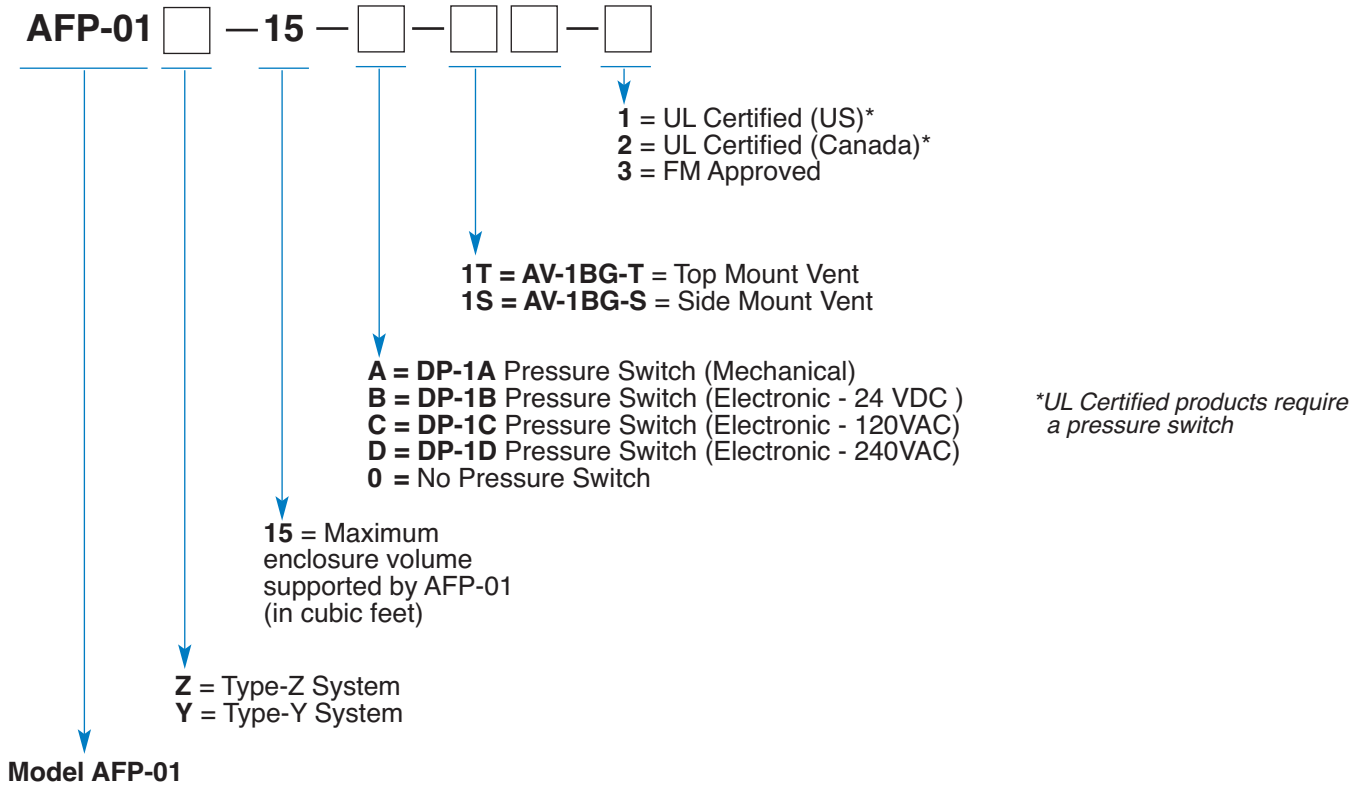 AFP-01 — 15 — — —
1 = UL Certified (US)*
2 = UL Certified (Canada)*
3 = FM Approved
1T = AV-1BG-T = Top Mount Vent
1S = AV-1BG-S = Side Mount Vent
A = DP-1A Pressure Switch (Mechanical)
B = DP-1B Pressure Switch (Electronic - 24 VDC )
C = DP-1C Pressure Switch (Electronic - 120VAC)
D = DP-1D Pressure Switch (Electronic - 240VAC)
0 = No Pressure Switch
*UL Certified products require
a pressure switch
15 = Maximum
enclosure volume
supported by AFP-01
(in cubic feet)
Z = Type-Z System
Y = Type-Y System
Model AFP-01